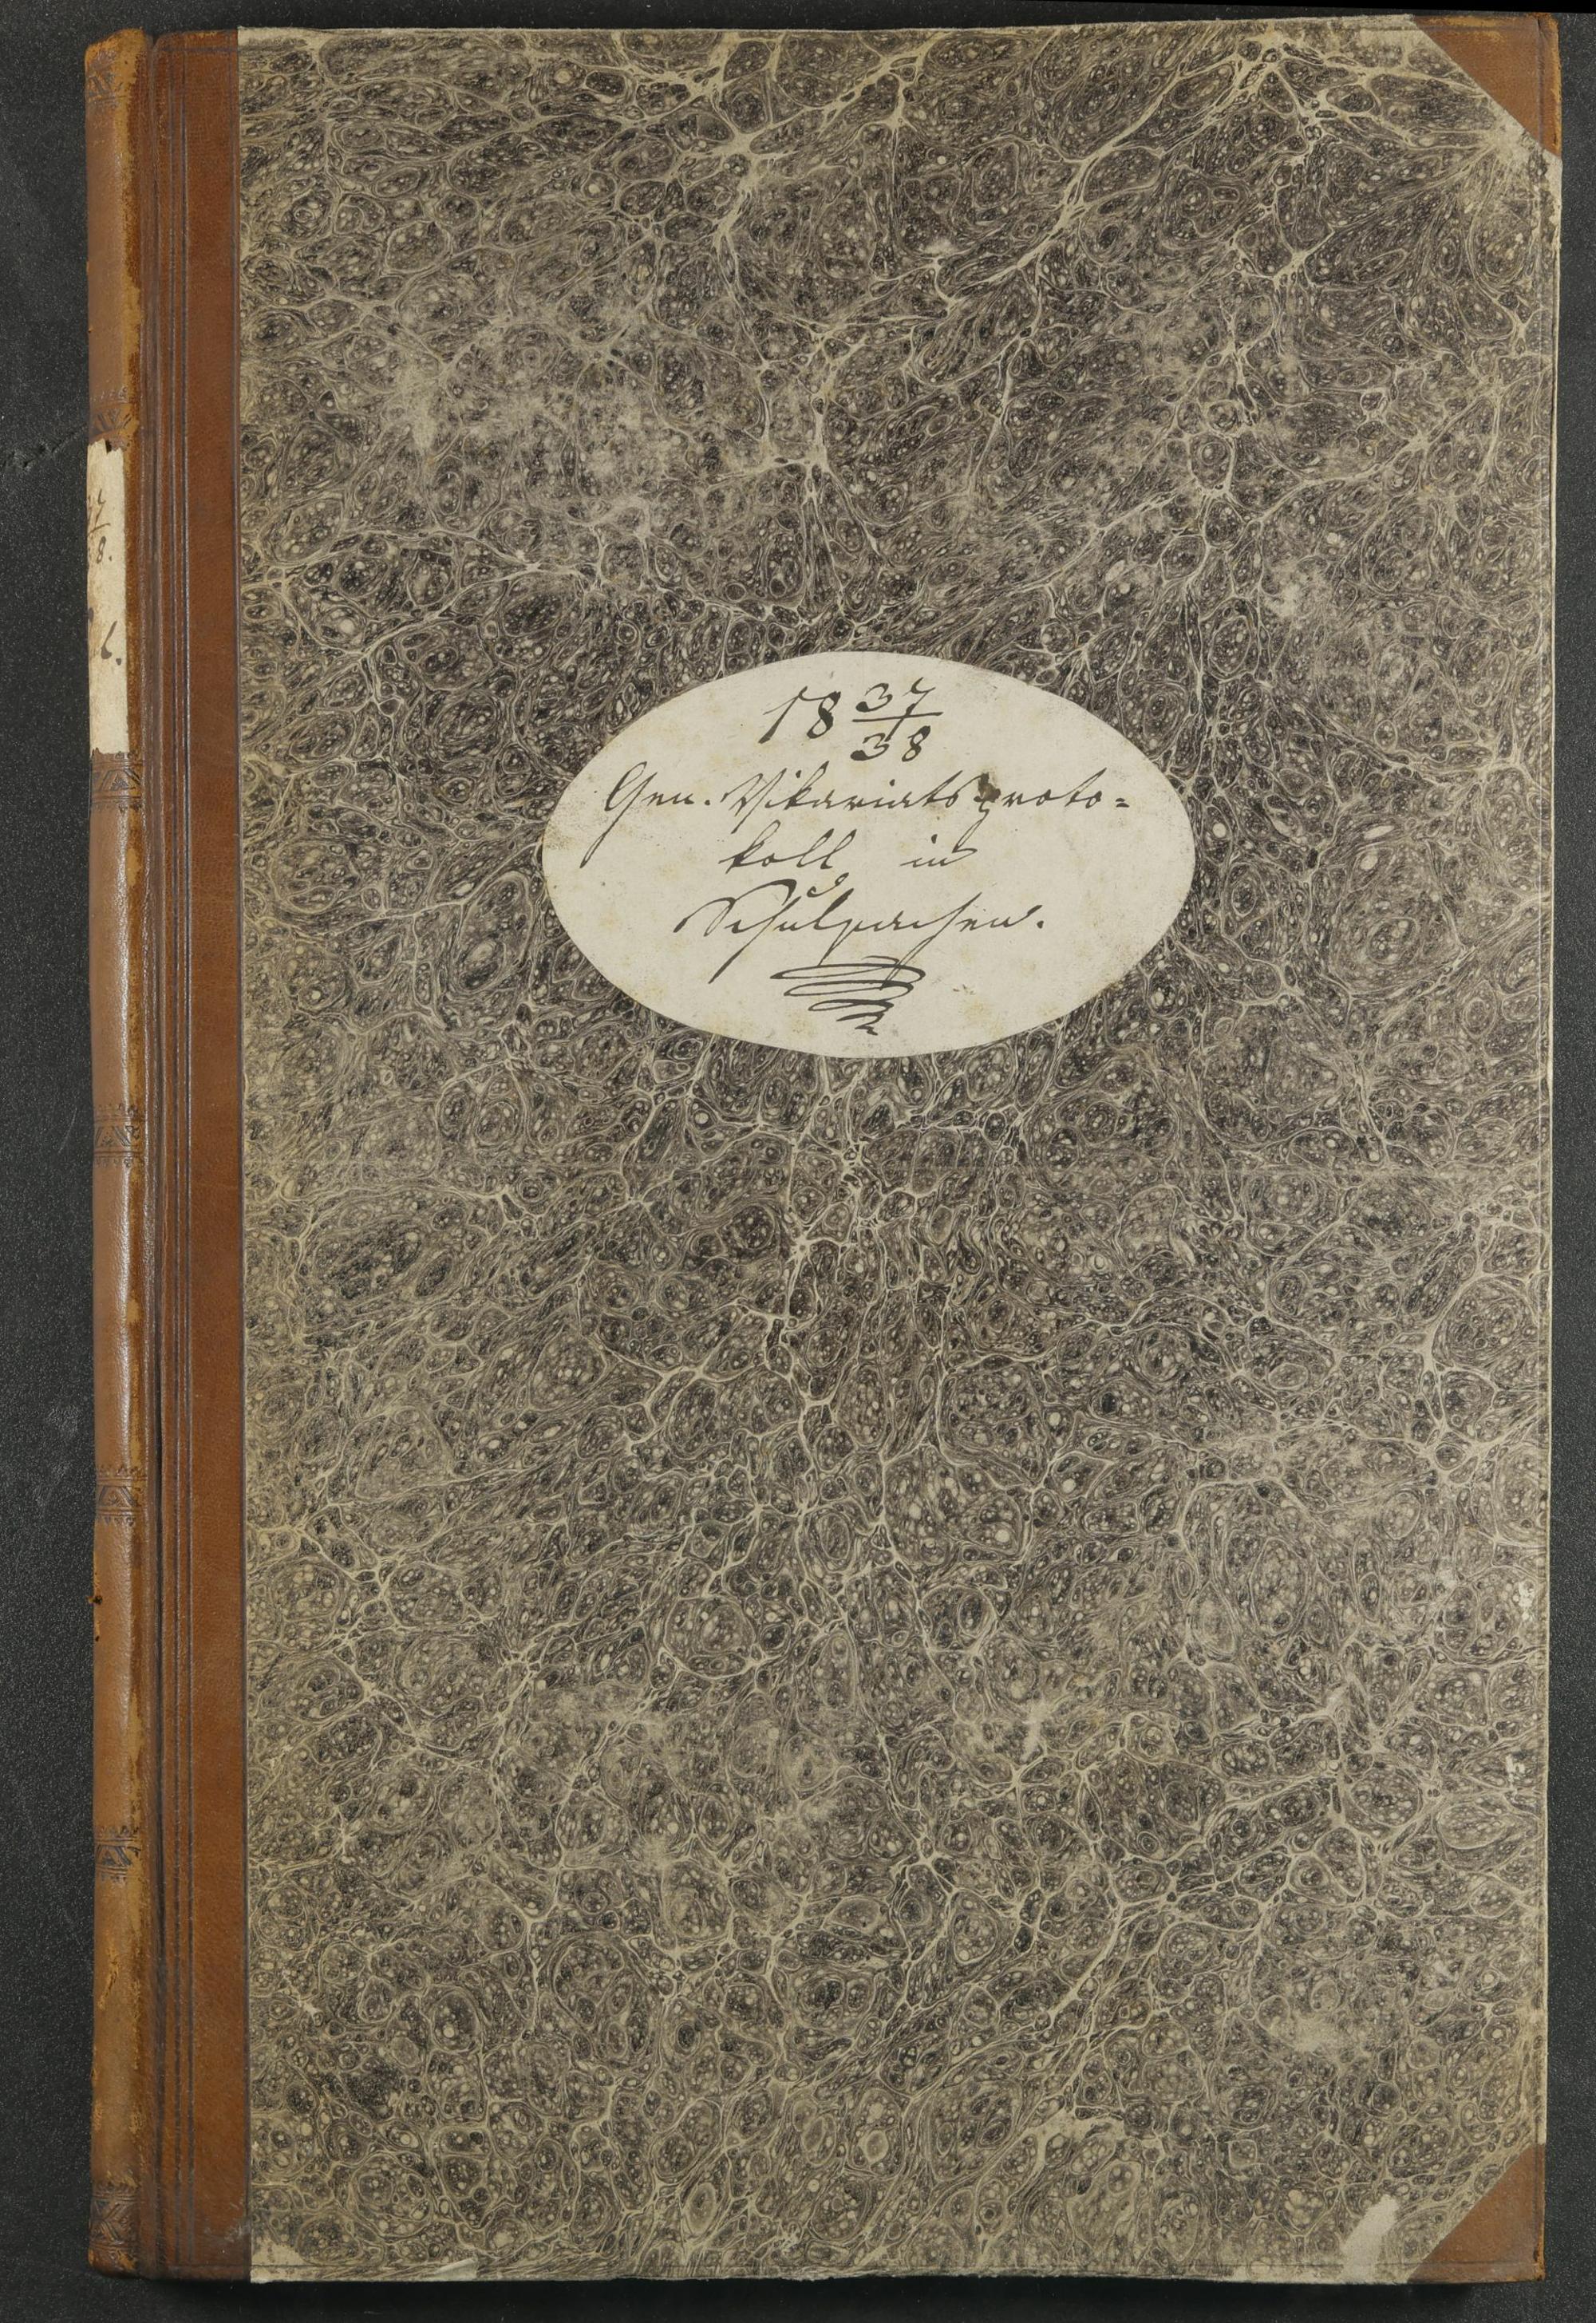 18 37/38
Gen. Vikariatsproto=
koll in
Schulsachen.